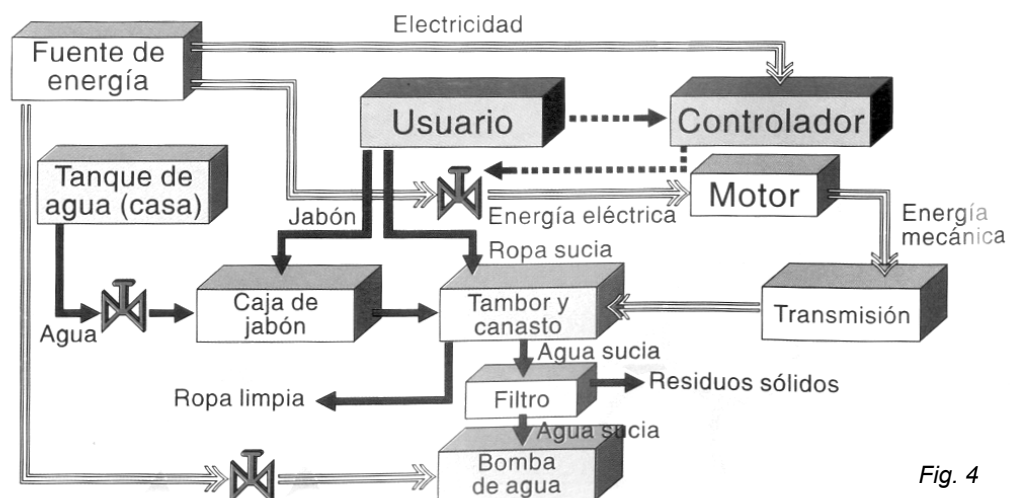 Electricidad
Fuente de
energía
Usuario
Controlador
Tanque de
agua (casa)
Motor
Jabón
Energía eléctrica
Energía
mecánica
Ropa sucia
Caja de
jabón
Tambor y
canasto
Transmisión
Agua
Agua sucia
Ropa limpia
Filtro
Residuos sólidos
Agua sucia
Bomba
de agua
Fig. 4